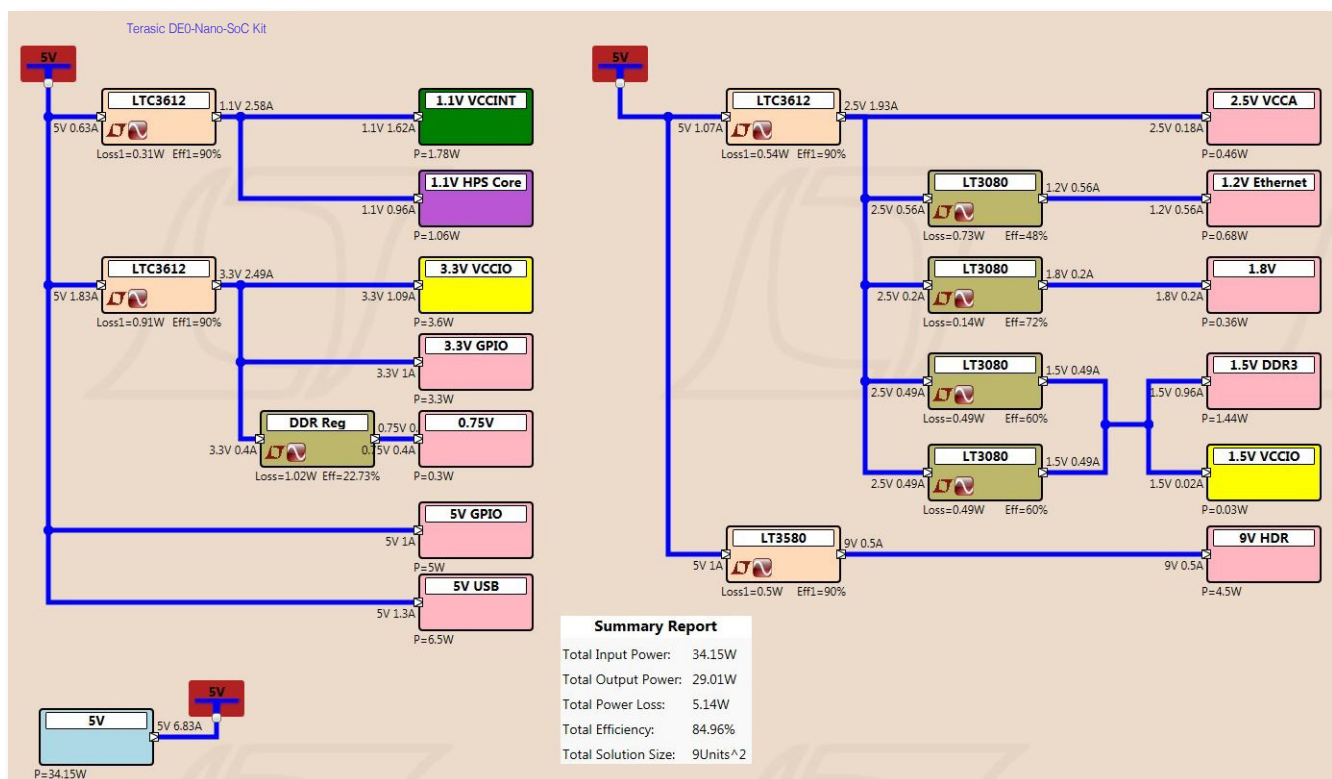 Terasic DE0-Nano-SoC Kit
5V
LTC3612
5V 0.63A
1.1V 2.58A
Loss1=0.31W Eff1=90%
1.1V VCCINT
1.1V 1.62A
P=1.78W
1.1V HPS Core
1.1V 0.96A
P=1.06W
LTC3612
5V 1.83A
3.3V 2.49A
Loss1=0.91W Eff1=90%
3.3V VCCIO
3.3V 1.09A
P=3.6W
3.3V GPIO
3.3V 1A
P=3.3W
DDR Reg
3.3V 0.4A
0.75V 0.
Loss=1.02W Eff=22.73%
0.75V
0.75V 0.4A
P=0.3W
5V GPIO
5V 1A
P=5W
5V USB
5V 1.3A
P=6.5W
5V
5V
5V 6.83A
P=34.15W
5V
LTC3612
5V 1.07A
2.5V 1.93A
Loss1=0.54W Eff1=90%
2.5V VCCA
2.5V 0.18A
P=0.46W
LT3080
2.5V 0.56A
1.2V 0.56A
Loss=0.73W Eff=48%
1.2V Ethernet
1.2V 0.56A
P=0.68W
LT3080
2.5V 0.2A
1.8V 0.2A
Loss=0.14W Eff=72%
1.8V
1.8V 0.2A
P=0.36W
LT3080
2.5V 0.49A
1.5V 0.49A
Loss=0.49W Eff=60%
1.5V DDR3
1.5V 0.96A
P=1.44W
LT3080
2.5V 0.49A
1.5V 0.49A
Loss=0.49W Eff=60%
1.5V VCCIO
1.5V 0.02A
P=0.03W
LT3580
5V 1A
9V 0.5A
Loss1=0.5W Eff1=90%
9V HDR
9V 0.5A
P=4.5W
Summary Report
Total Input Power: 34.15W
Total Output Power: 29.01W
Total Power Loss: 5.14W
Total Efficiency: 84.96%
Total Solution Size: 9Units^2